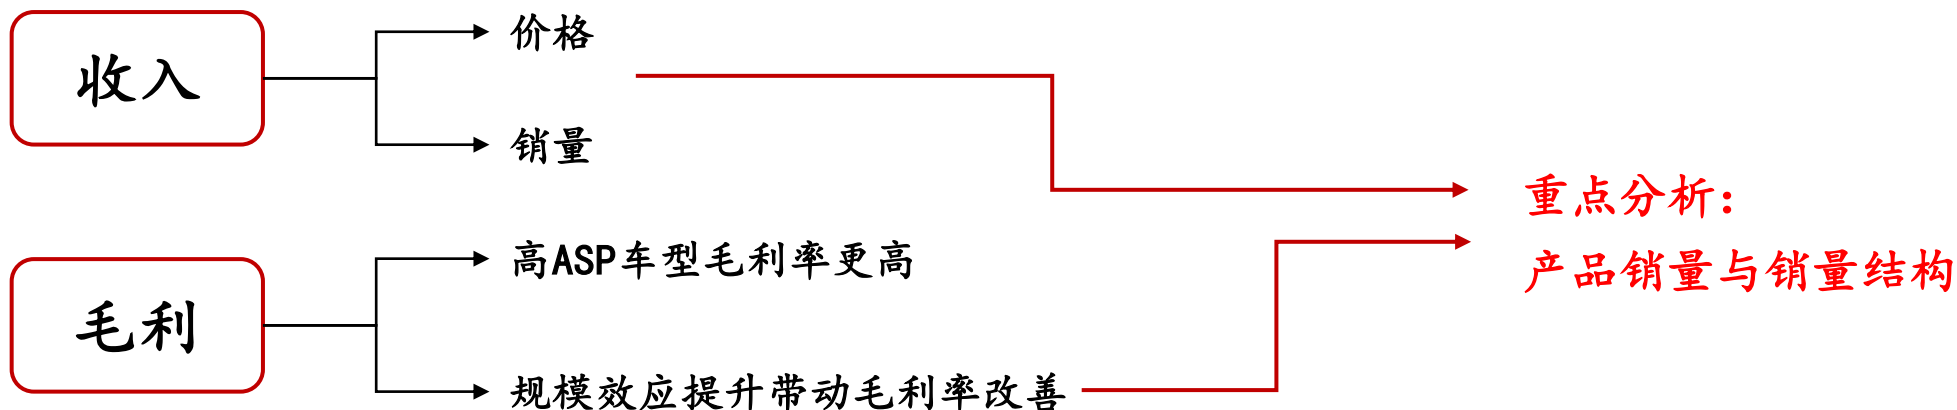 收入
价格
销量
毛利
高ASP车型毛利率更高
规模效应提升带动毛利率改善
重点分析：
产品销量与销量结构